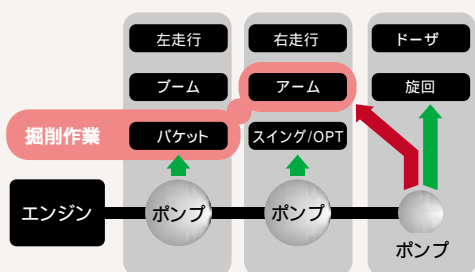 左走行
右走行
ドーザ
ブーム
アーム
旋回
掘削作業
バケット
スイング/OPT
エンジン
ポンプ
ポンプ
ポンプ